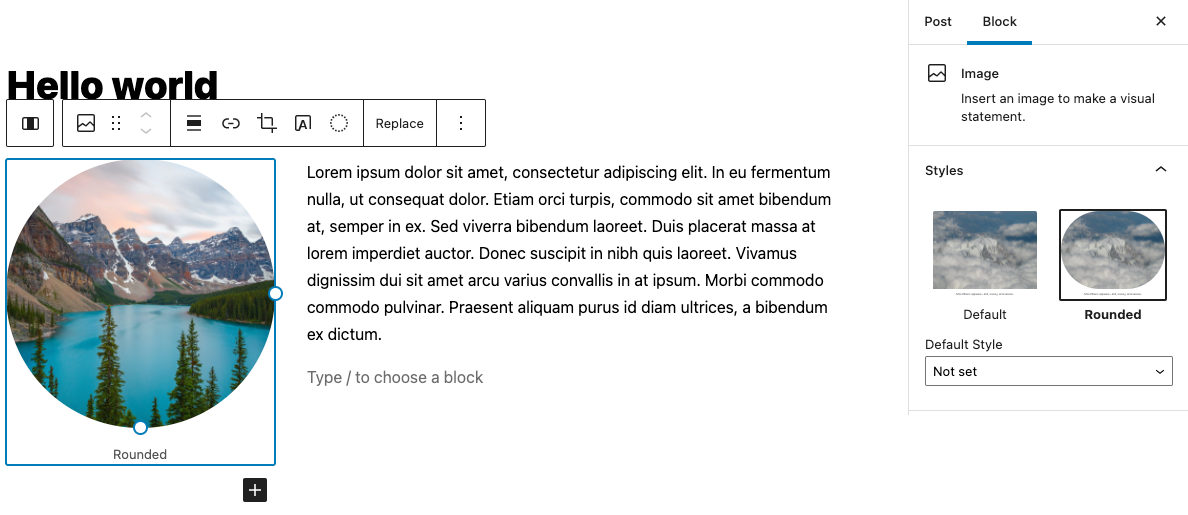 Hello world
Replace
Lorem ipsum dolor sit amet, consectetur adipiscing elit. In eu fermentum
nulla, ut consequat dolor. Etiam orci turpis, commodo sit amet bibendum
at, semper in ex. Sed viverra bibendum laoreet. Duis placerat massa at
lorem imperdiet auctor. Donec suscipit in nibh quis laoreet. Vivamus
dignissim dui sit amet arcu varius convallis in at ipsum. Morbi commodo
commodo pulvinar. Praesent aliquam purus id diam ultrices, a bibendum
ex dictum.
Type / to choose a block
Rounded
Post Block
Image
Insert an image to make a visual
statement.
Styles
Default Rounded
Default Style
Not set